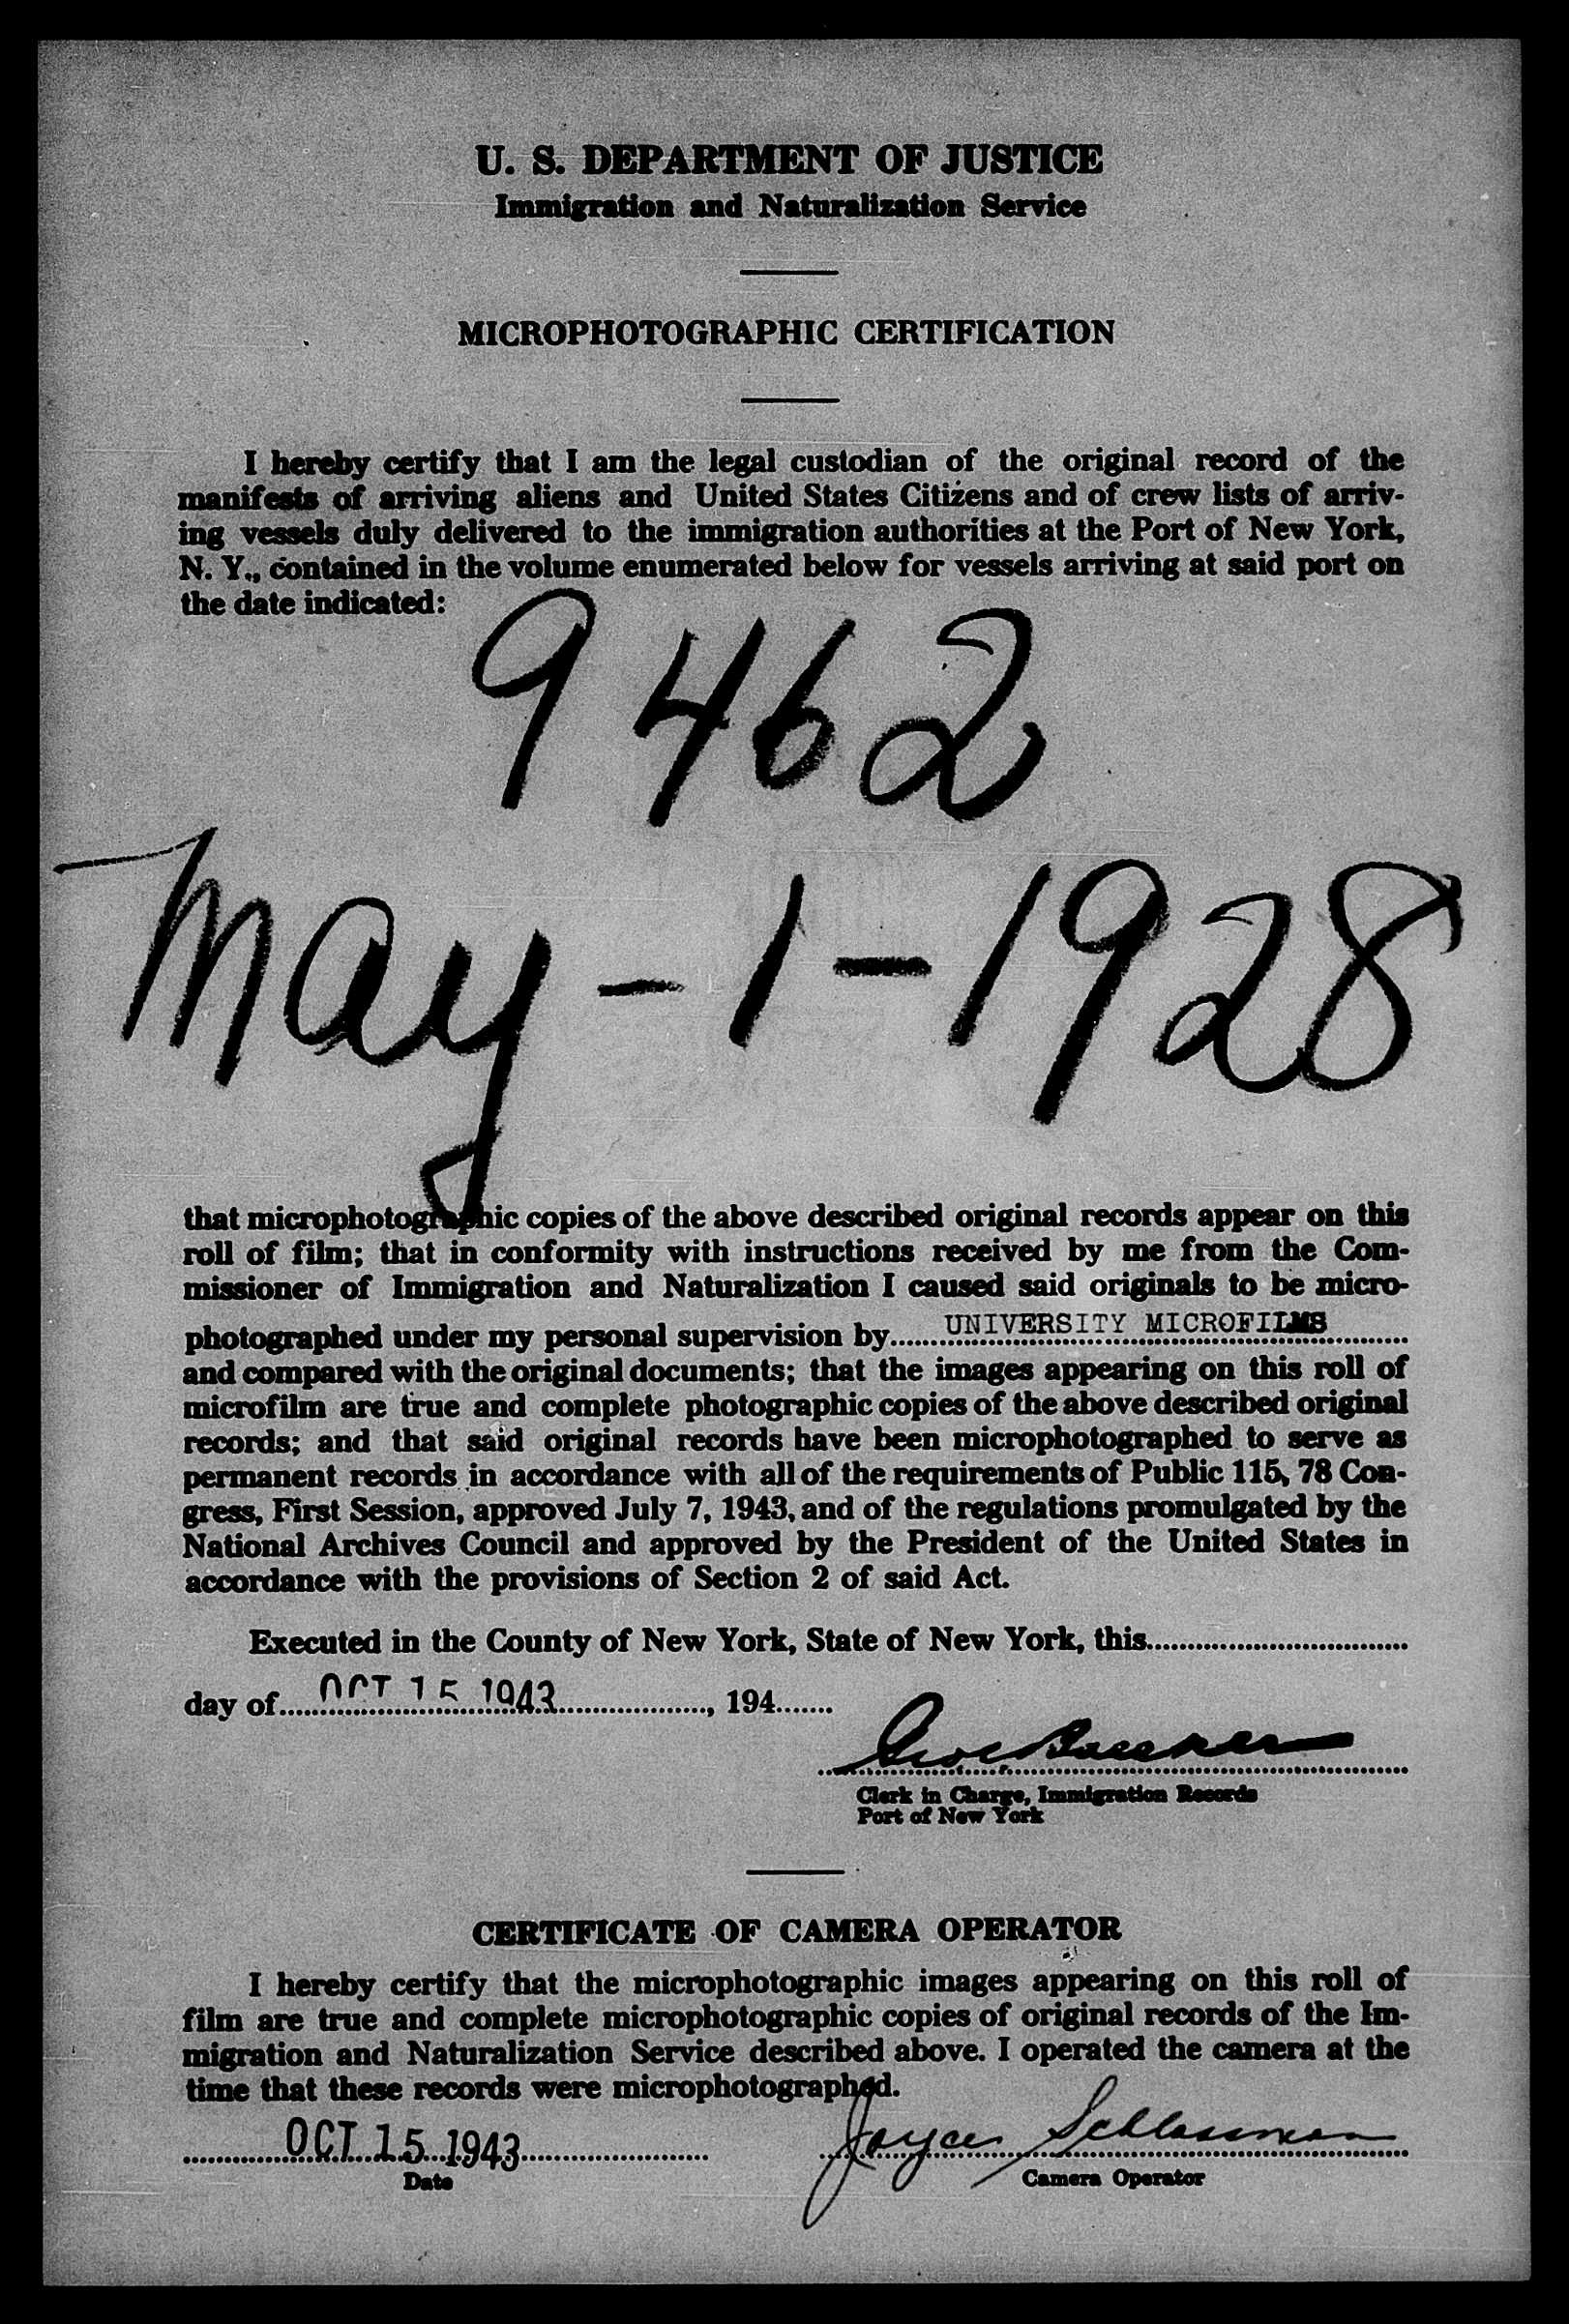 U. S. DEPARTMENT OF JUSTICE
Immigration and Naturalization Service
MICROPHOTOGRAPHIC CERTIFICATION
I hereby certify that I am the legal custodian of the original record of the
manifests of arriving aliens and United States Citizens and of crew lists of arriv-
ing vessels duly delivered to the immigration authorities at the Port of New York,
N. Y., contained in the volume enumerated below for vessels arriving at said port on
the date indicated:
9462
May - 1 - 1928
that microphotographic copies of the above described original records appear on this
roll of film; that in conformity with instructions received by me from the Com-
missioner of Immigration and Naturalization I caused said originals to be micro-
photographed under my personal supervision by UNIVERSITY MICROFILMS
and compared with the original documents; that the images appearing on this roll of
microfilm are true and complete photographic copies of the above described original
records; and that said original records have been microphotographed to serve as
permanent records in accordance with all of the requirements of Public 115, 78 Con-
gress, First Session, approved July 7, 1943, and of the regulations promulgated by the
National Archives Council and approved by the President of the United States in
accordance with the provisions of Section 2 of said Act.
Executed in the County of New York, State of New York, this
day of OCT 15 1943, 194
Clerk in Charge, Immigration Records
Port of New York
CERTIFICATE OF CAMERA OPERATOR
I hereby certify that the microphotographic images appearing on this roll of
film are true and complete microphotographic copies of original records of the Im-
migration and Naturalization Service described above. I operated the camera at the
time that these records were microphotographed.
OCT 15 1943 Joyce Schlossman
Date Camera Operator